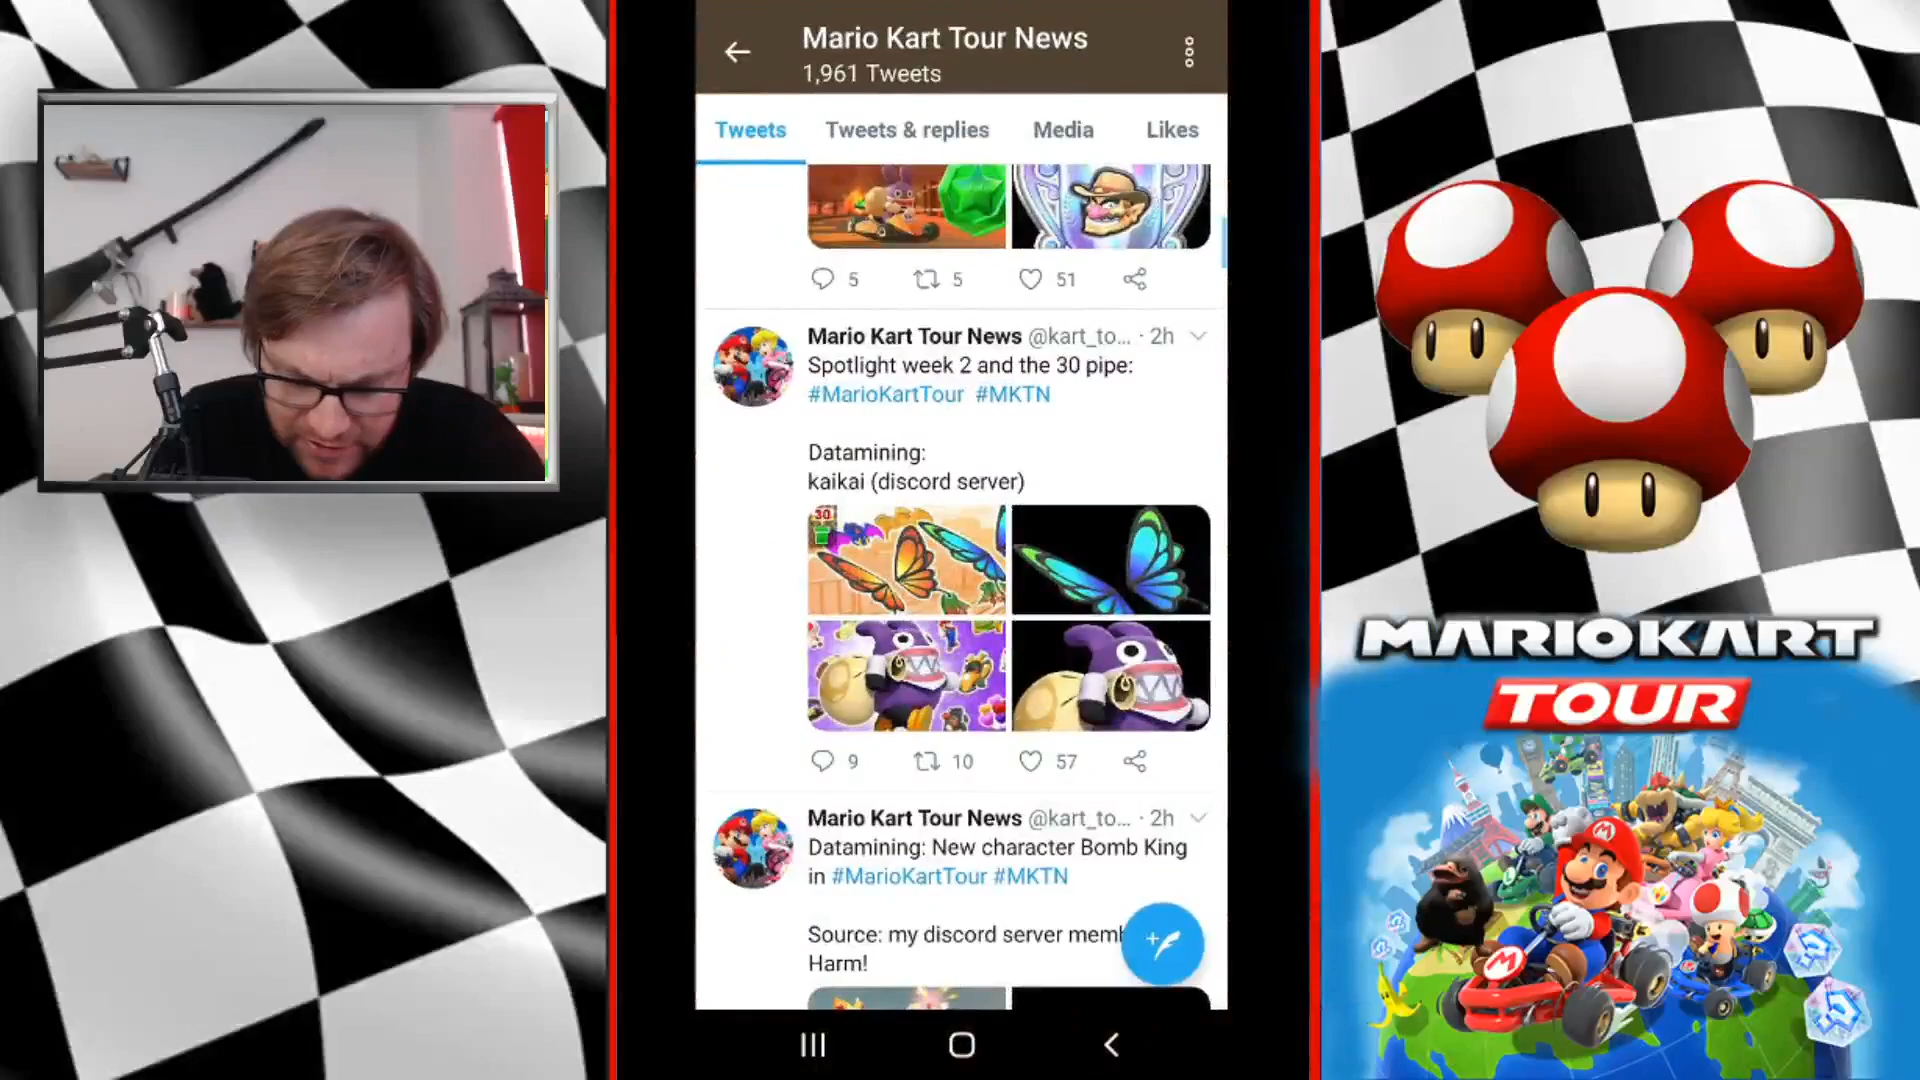 Mario Kart Tour News
1,961 Tweets
Tweets Tweets & replies Media Likes
5 5 51
Mario Kart Tour News @kart_to... · 2h
Spotlight week 2 and the 30 pipe:
#MarioKartTour #MKTN
Datamining:
kaikai (discord server)
30
9 10 57
Mario Kart Tour News @kart_to... · 2h
Datamining: New character Bomb King
in #MarioKartTour #MKTN
Source: my discord server memb
Harm!
MARIOKART
TOUR
M
M